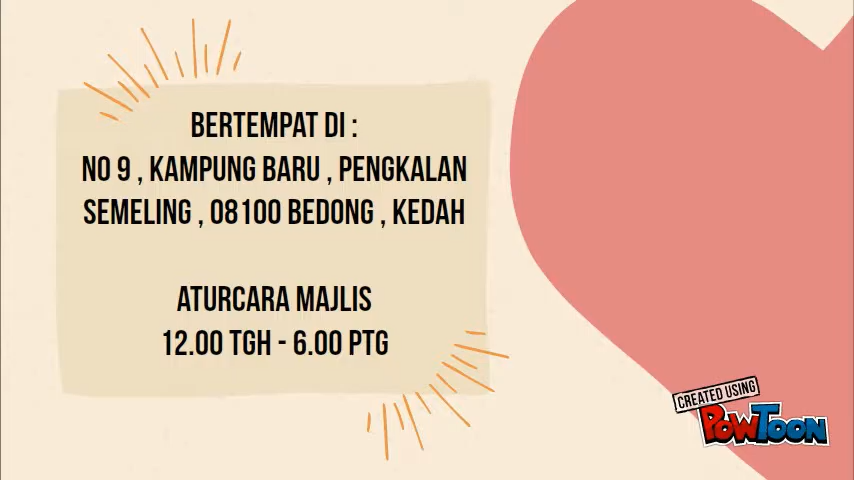 BERTEMPAT DI :
NO 9 , KAMPUNG BARU , PENGKALAN
SEMELING , 08100 BEDONG , KEDAH
ATURCARA MAJLIS
12.00 TGH - 6.00 PTG
CREATED USING
POWTOON